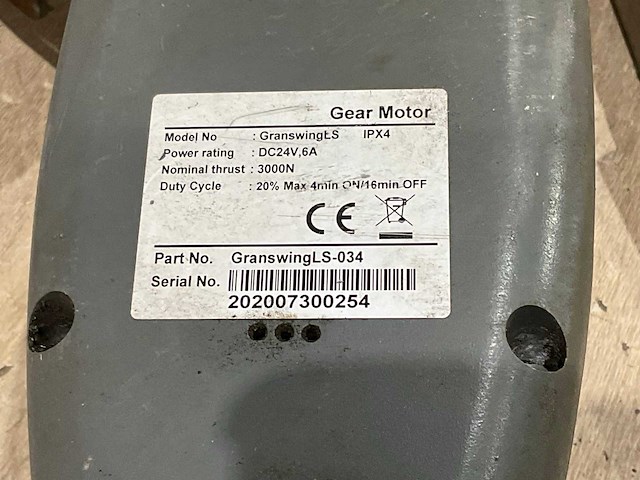 Gear Motor
Model No : GranswingLS IPX4
Power rating : DC24V,6A
Nominal thrust : 3000N
Duty Cycle : 20% Max 4min ON/16min OFF
CE
Part No. GranswingLS-034
Serial No.
202007300254